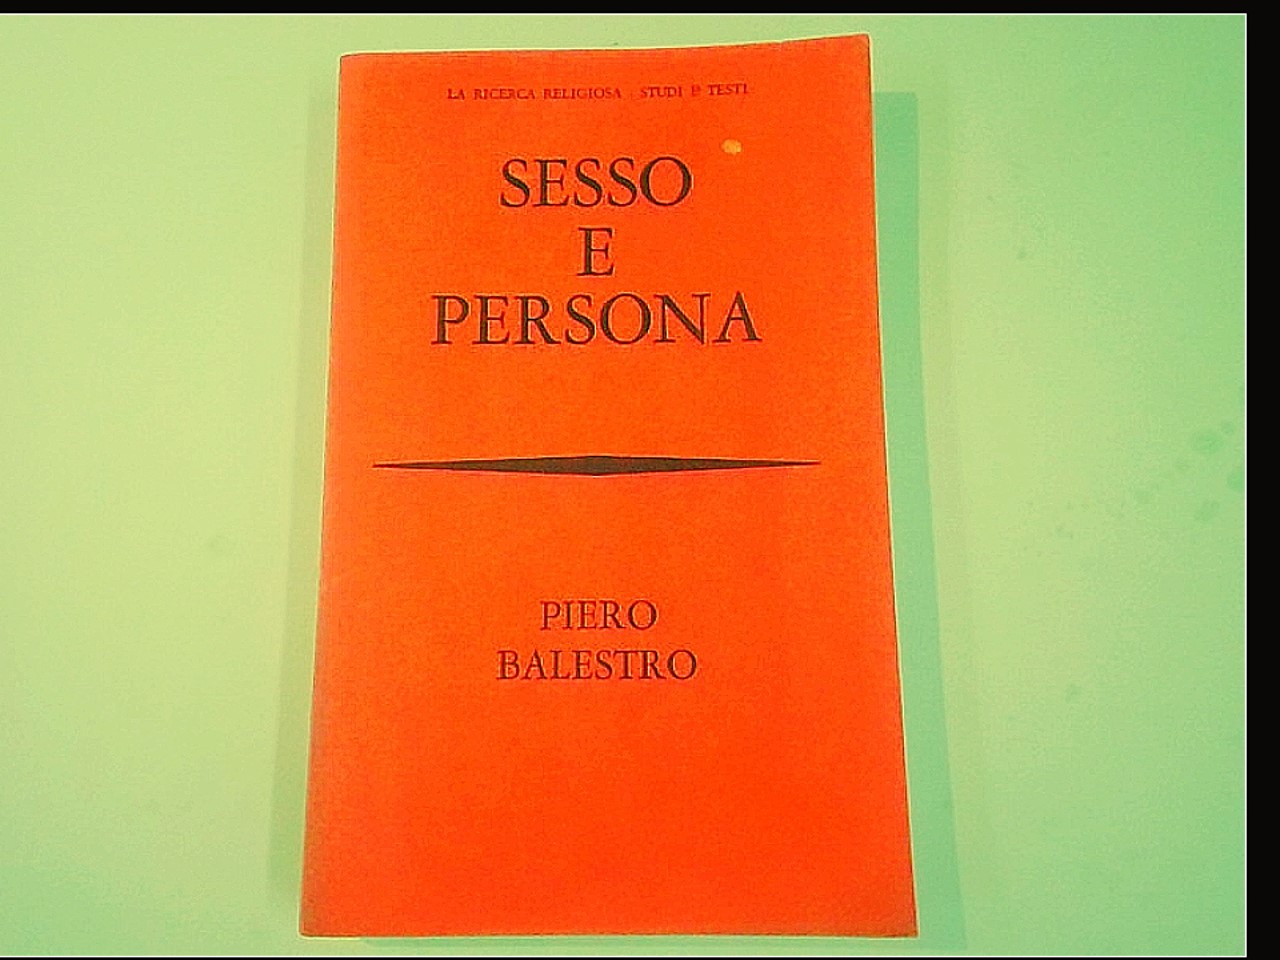 LA RICERCA RELIGIOSA . STUDI E TESTI
SESSO
E
PERSONA
PIERO
BALESTRO